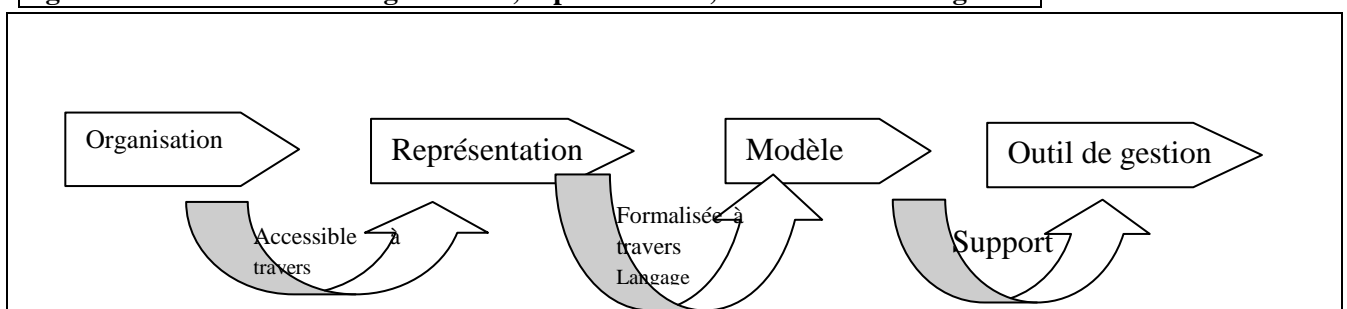 Organisation
Représentation
Modèle
Outil de gestion
Accessible à
travers
Formalisée à
travers
Langage
Support